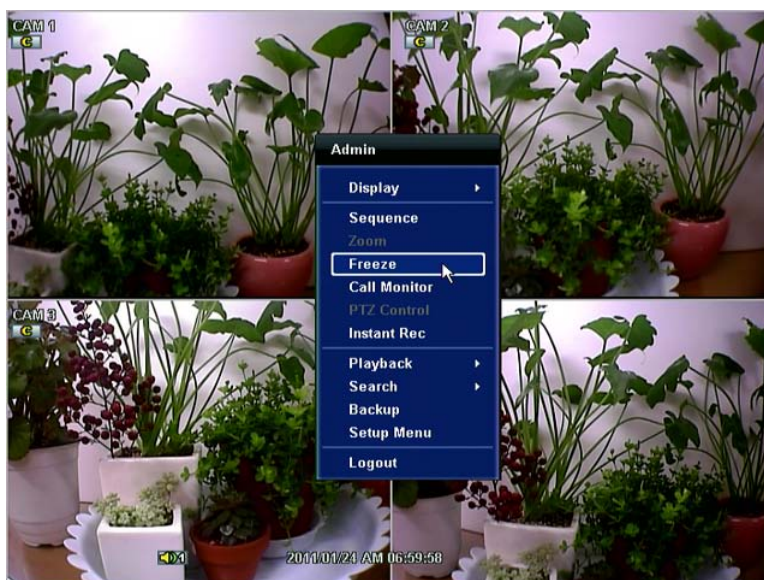 CAM 1
C
CAM 2
C
Admin
Display
Sequence
Zoom
Freeze
Call Monitor
PTZ Control
Instant Rec
Playback
Search
Backup
Setup Menu
Logout
CAM 3
C
1
2011/01/24 AM 06:59:58